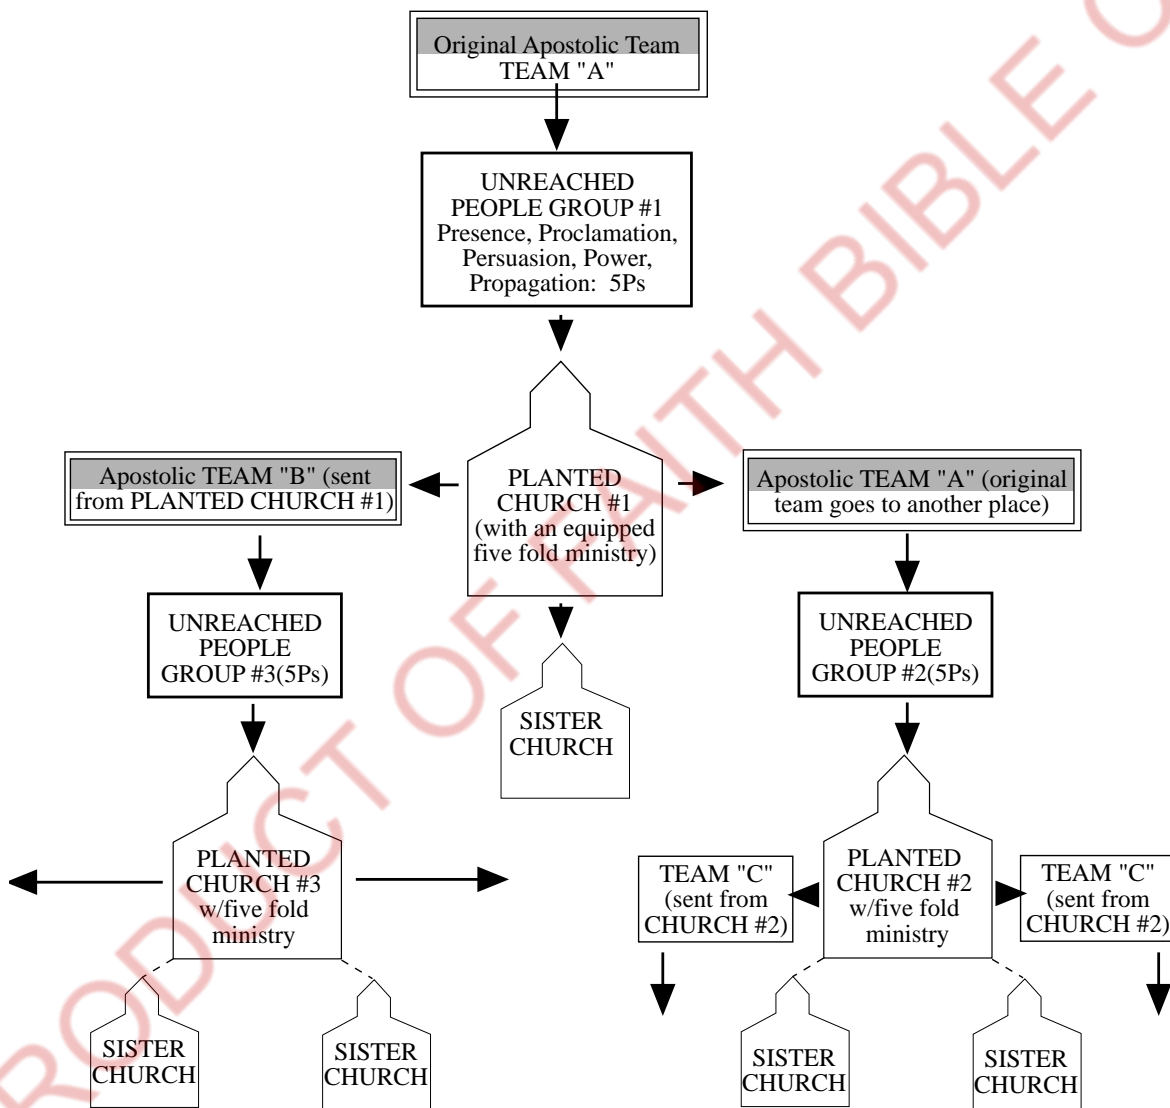 Original Apostolic Team
TEAM "A"
UNREACHED
PEOPLE GROUP #1
Presence, Proclamation,
Persuasion, Power,
Propagation: 5Ps
Apostolic TEAM "B" (sent
from PLANTED CHURCH #1)
PLANTED
CHURCH #1
(with an equipped
five fold ministry)
Apostolic TEAM "A" (original
team goes to another place)
UNREACHED
PEOPLE
GROUP #3(5Ps)
SISTER
CHURCH
UNREACHED
PEOPLE
GROUP #2(5Ps)
PLANTED
CHURCH #3
w/five fold
ministry
TEAM "C"
(sent from
CHURCH #2)
PLANTED
CHURCH #2
w/five fold
ministry
TEAM "C"
(sent from
CHURCH #2)
SISTER
CHURCH
SISTER
CHURCH
SISTER
CHURCH
SISTER
CHURCH
PRODUCT OF FAITH BIBLE